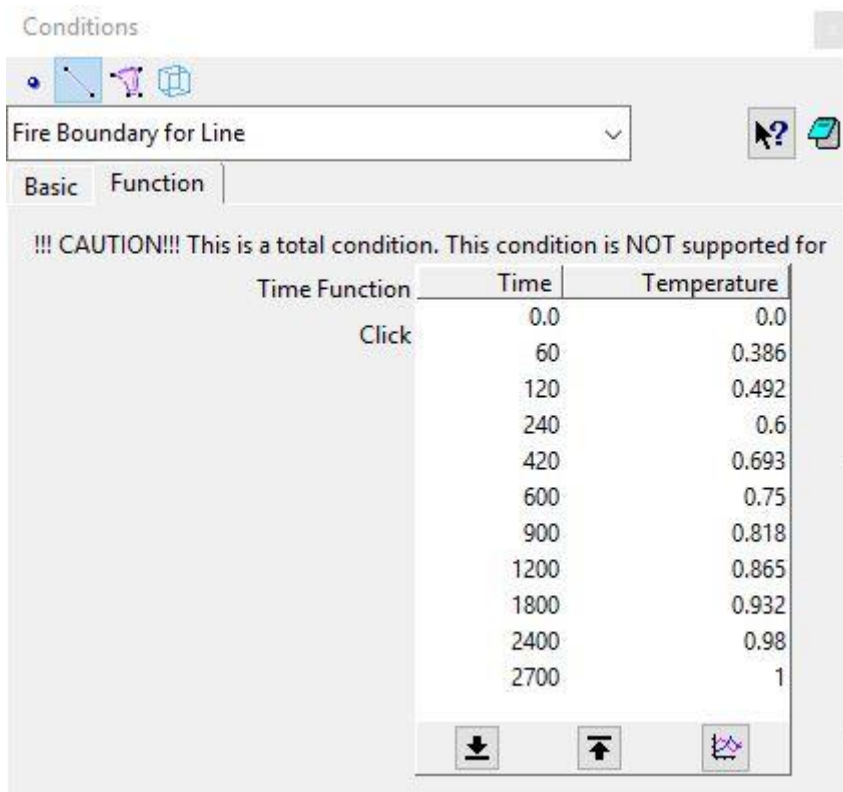 Conditions
Fire Boundary for Line
Basic Function
!!! CAUTION!!! This is a total condition. This condition is NOT supported for
Time Function Time Temperature
Click 0.0 0.0
60 0.386
120 0.492
240 0.6
420 0.693
600 0.75
900 0.818
1200 0.865
1800 0.932
2400 0.98
2700 1